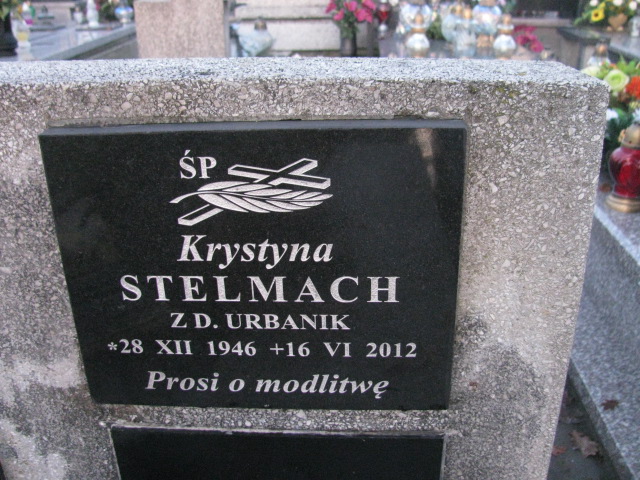 ŚP
Krystyna
STELMACH
Z D. URBANIK
*28 XII 1946 +16 VI 2012
Prosi o modlitwę